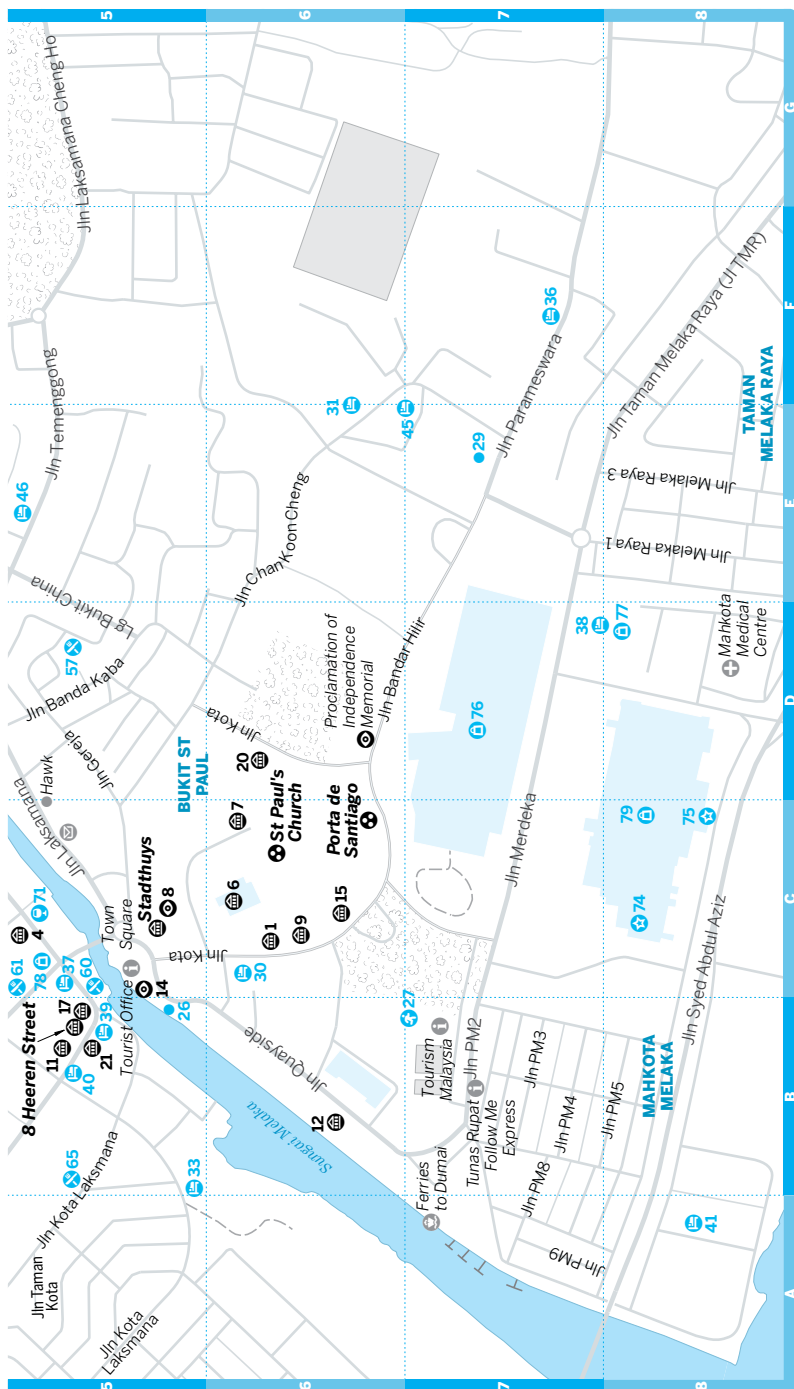 5
5
Jln Taman
Kota
Jln Kota
Laksmana
Jln Kota Laksmana
65
8 Heeren Street
40
11
21
17
39
37
60
78
61
4
71
Jln Laksamana
Hawk
Jln Gereja
Jln Banda Kaba
57
Lg Bukit China
46
Jln Temenggong
Jln Laksamana Cheng Ho
33
Tourist Office
Town
Square
14
26
Stadthuys
8
BUKIT ST
PAUL
6
6
Sungai Melaka
Jln Quayside
12
Jln Kota
30
1
9
15
6
7
20
Jln Kota
St Paul's
Church
Porta de
Santiago
Proclamation of
Independence
Memorial
Jln Chan Koon Cheng
Jln Bandar Hilir
31
45
7
7
Ferries
to Dumai
27
Tourism
Malaysia
Jln PM2
Tunas Rupat
Follow Me
Express
Jln PM3
Jln PM4
Jln PM5
Jln PM8
Jln PM9
Jln Merdeka
76
29
Jln Parameswara
36
38
77
8
8
41
MAHKOTA
MELAKA
Jln Syed Abdul Aziz
74
79
75
Mahkota
Medical
Centre
Jln Melaka Raya 1
Jln Melaka Raya 3
Jln Taman Melaka Raya (Jl TMR)
TAMAN
MELAKA RAYA
A
B
C
D
E
F
G